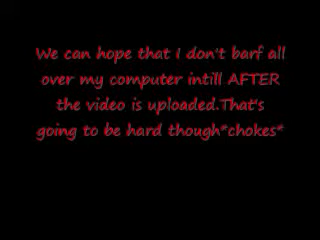 We can hope that I don't barf all
over my computer intill AFTER
the video is uploaded.That's
going to be hard though*chokes*